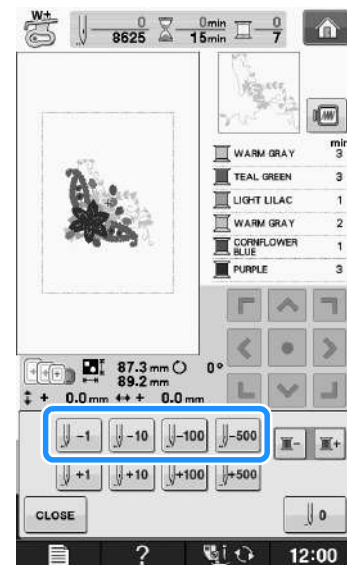 W+
0 0min 0
8625 15min 7
min
WARM GRAY 3
TEAL GREEN 3
LIGHT LILAC 1
WARM GRAY 2
CORNFLOWER BLUE 1
PURPLE 3
87.3 mm 0°
89.2 mm
+ 0.0 mm + 0.0 mm
-1 -10 -100 -500
+1 +10 +100 +500
- +
CLOSE 0
? i 12:00